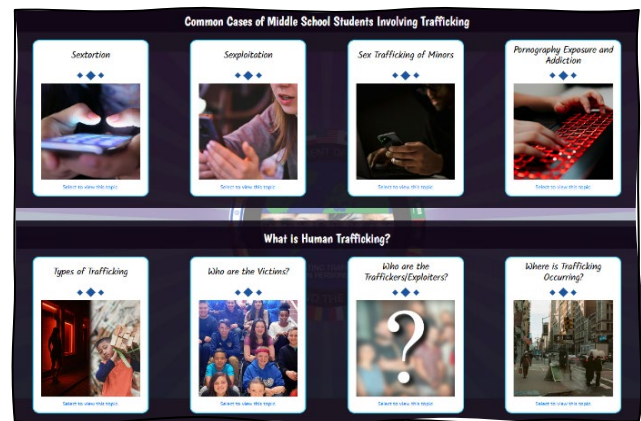 Common Cases of Middle School Students Involving Trafficking
Sextortion
Sexploitation
Sex Trafficking of Minors
Pornography Exposure and
Addiction
Select to view this topic
Select to view this topic
Select to view this topic
Select to view this topic
What is Human Trafficking?
Types of Trafficking
Who are the Victims?
Who are the
Traffickers/Exploiters?
Where is Trafficking
Occurring?
?
Select to view this topic
Select to view this topic
Select to view this topic
Select to view this topic